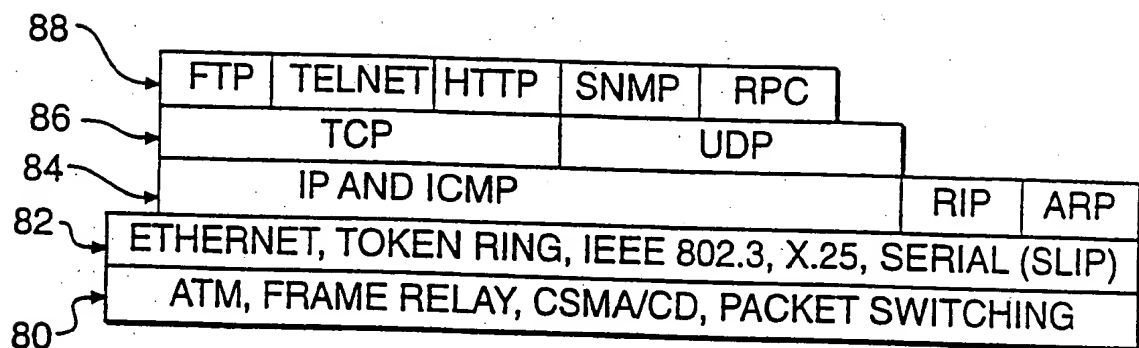 88 FTP TELNET HTTP SNMP RPC
86 TCP UDP
84 IP AND ICMP RIP ARP
82 ETHERNET, TOKEN RING, IEEE 802.3, X.25, SERIAL (SLIP)
80 ATM, FRAME RELAY, CSMA/CD, PACKET SWITCHING